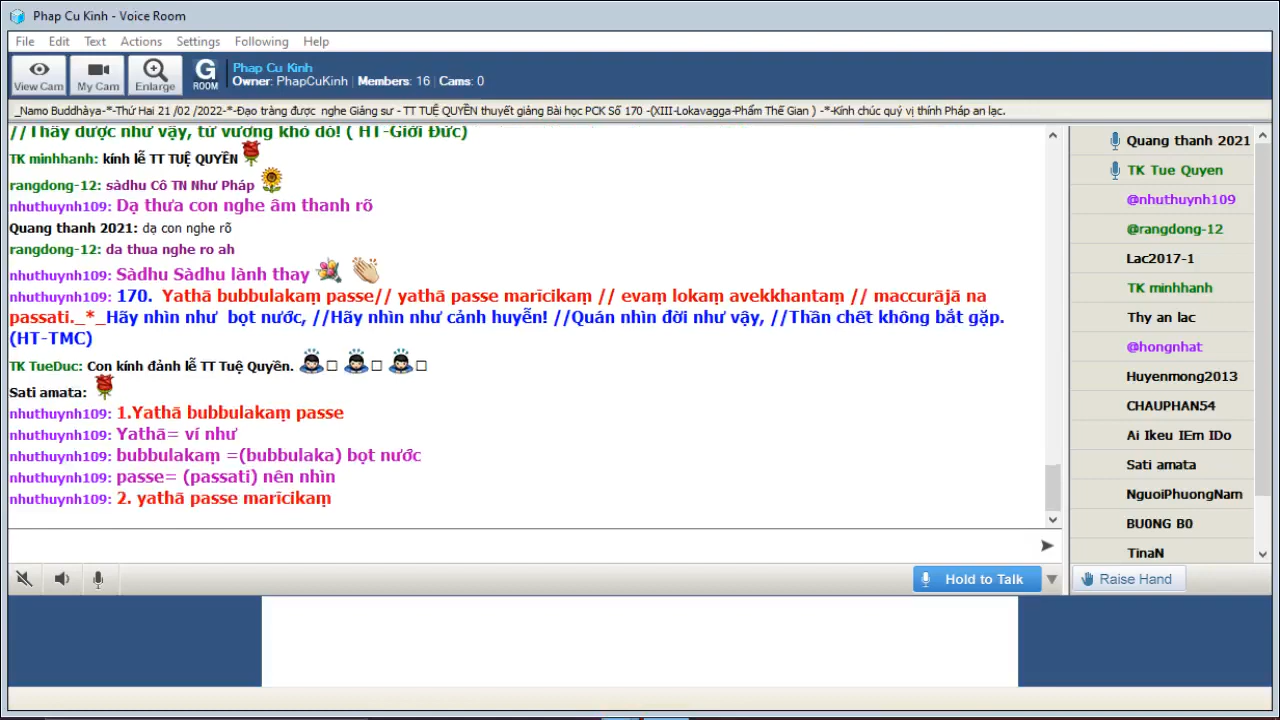 Phap Cu Kinh - Voice Room
File Edit Text Actions Settings Following Help
View Cam My Cam Enlarge G ROOM
Phap Cu Kinh
Owner: PhapCuKinh | Members: 16 | Cams: 0
_Namo Buddhàya-*-Thứ Hai 21 /02 /2022-*-Đạo tràng được nghe Giảng sư - TT TUỆ QUYỀN thuyết giảng Bài học PCK Số 170 -(XIII-Lokavagga-Phẩm Thế Gian ) -*-Kính chúc quý vị thính Pháp an lạc.
//Thấy được như vậy, tử vương khó dò! ( HT-Giới Đức)
TK minhhanh: kính lễ TT TUỆ QUYỀN
rangdong-12: sàdhu Cô TN Như Pháp
nhuthuynh109: Dạ thưa con nghe âm thanh rõ
Quang thanh 2021: dạ con nghe rõ
rangdong-12: da thua nghe ro ah
nhuthuynh109: Sàdhu Sàdhu lành thay
nhuthuynh109: 170. Yathā bubbulakaṃ passe// yathā passe marīcikaṃ // evaṃ lokaṃ avekkhantaṃ // maccurājā na
passati._*_Hãy nhìn như bọt nước, //Hãy nhìn như cảnh huyễn! //Quán nhìn đời như vậy, //Thần chết không bắt gặp.
(HT-TMC)
TK TueDuc: Con kính đảnh lễ TT Tuệ Quyền.
Sati amata:
nhuthuynh109: 1.Yathā bubbulakaṃ passe
nhuthuynh109: Yathā= ví như
nhuthuynh109: bubbulakaṃ =(bubbulaka) bọt nước
nhuthuynh109: passe= (passati) nên nhìn
nhuthuynh109: 2. yathā passe marīcikaṃ
Quang thanh 2021
TK Tue Quyen
@nhuthuynh109
@rangdong-12
Lac2017-1
TK minhhanh
Thy an lac
@hongnhat
Huyenmong2013
CHAUPHAN54
Ai Ikeu IEm IDo
Sati amata
NguoiPhuongNam
BU0NG B0
TinaN
Hold to Talk
Raise Hand